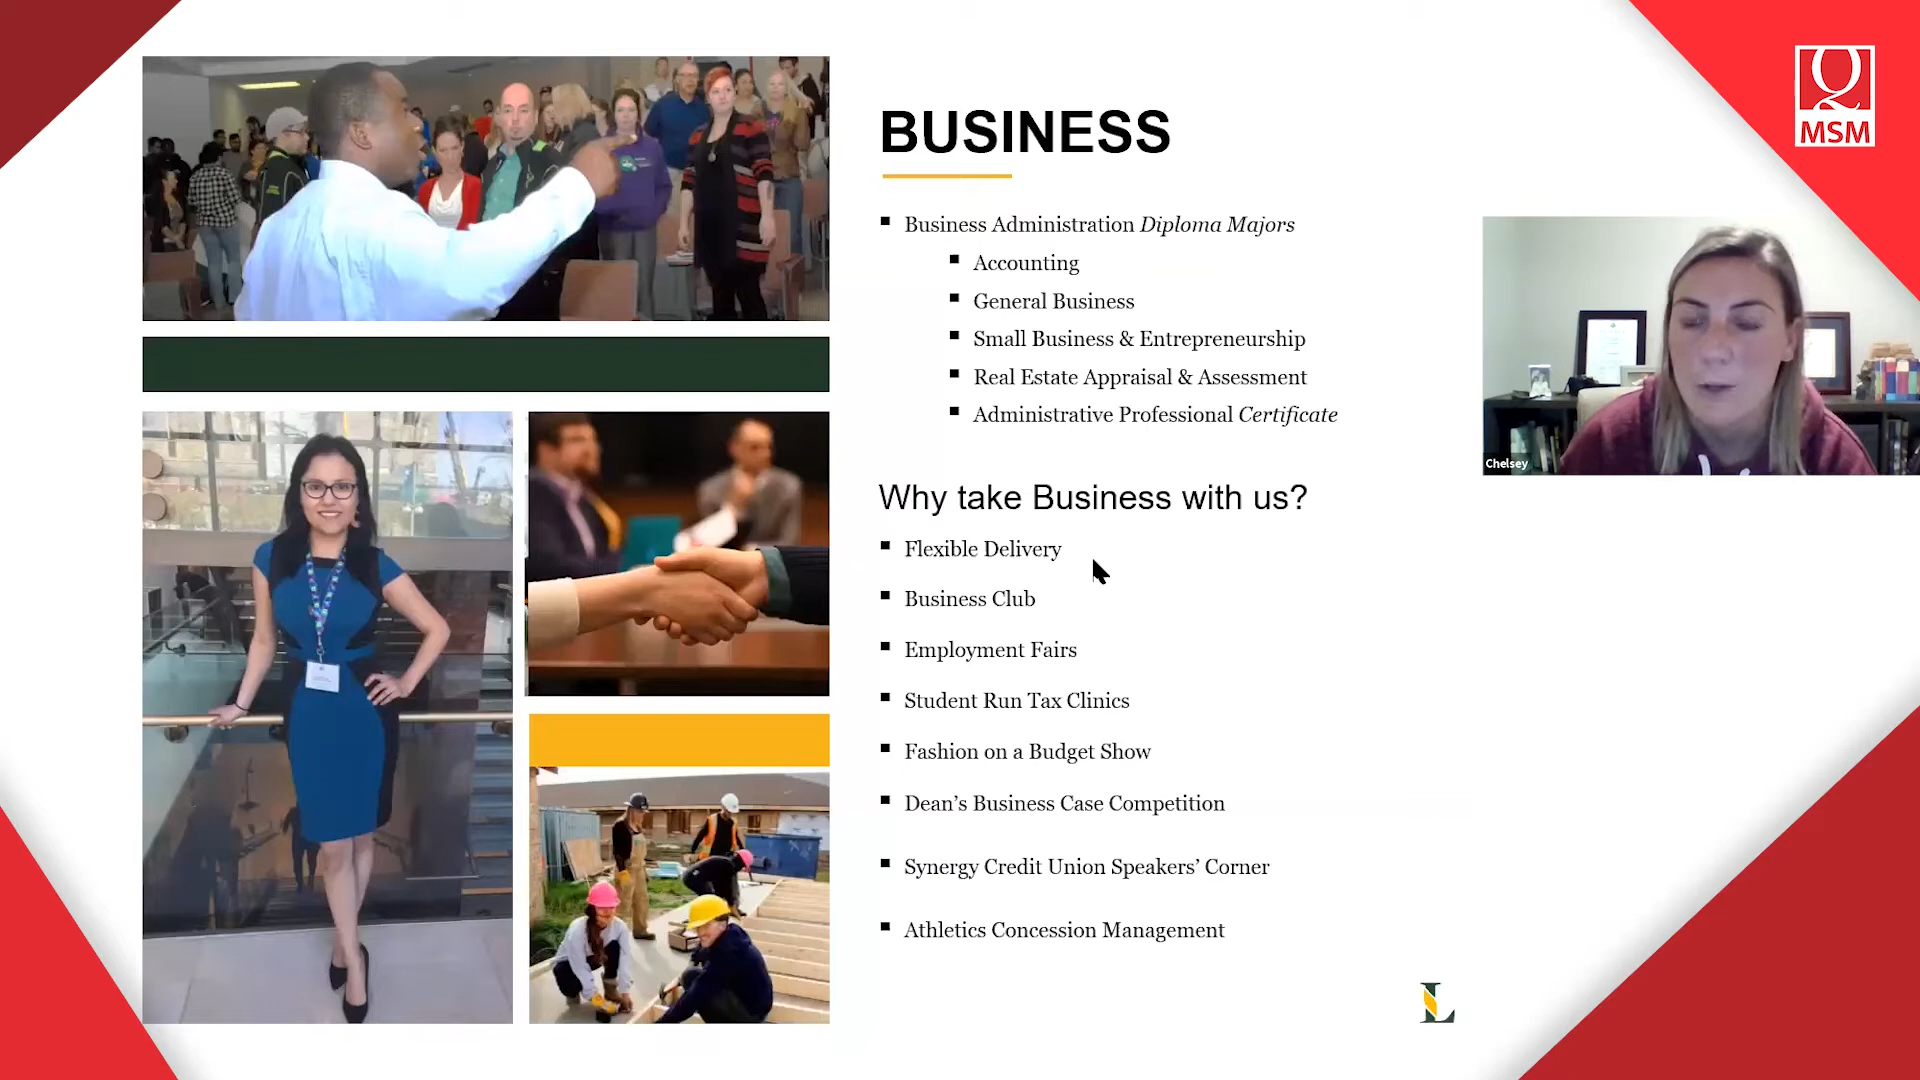 BUSINESS
Business Administration Diploma Majors
Accounting
General Business
Small Business & Entrepreneurship
Real Estate Appraisal & Assessment
Administrative Professional Certificate
Why take Business with us?
Flexible Delivery
Business Club
Employment Fairs
Student Run Tax Clinics
Fashion on a Budget Show
Dean’s Business Case Competition
Synergy Credit Union Speakers’ Corner
Athletics Concession Management
L
MSM
Chelsey